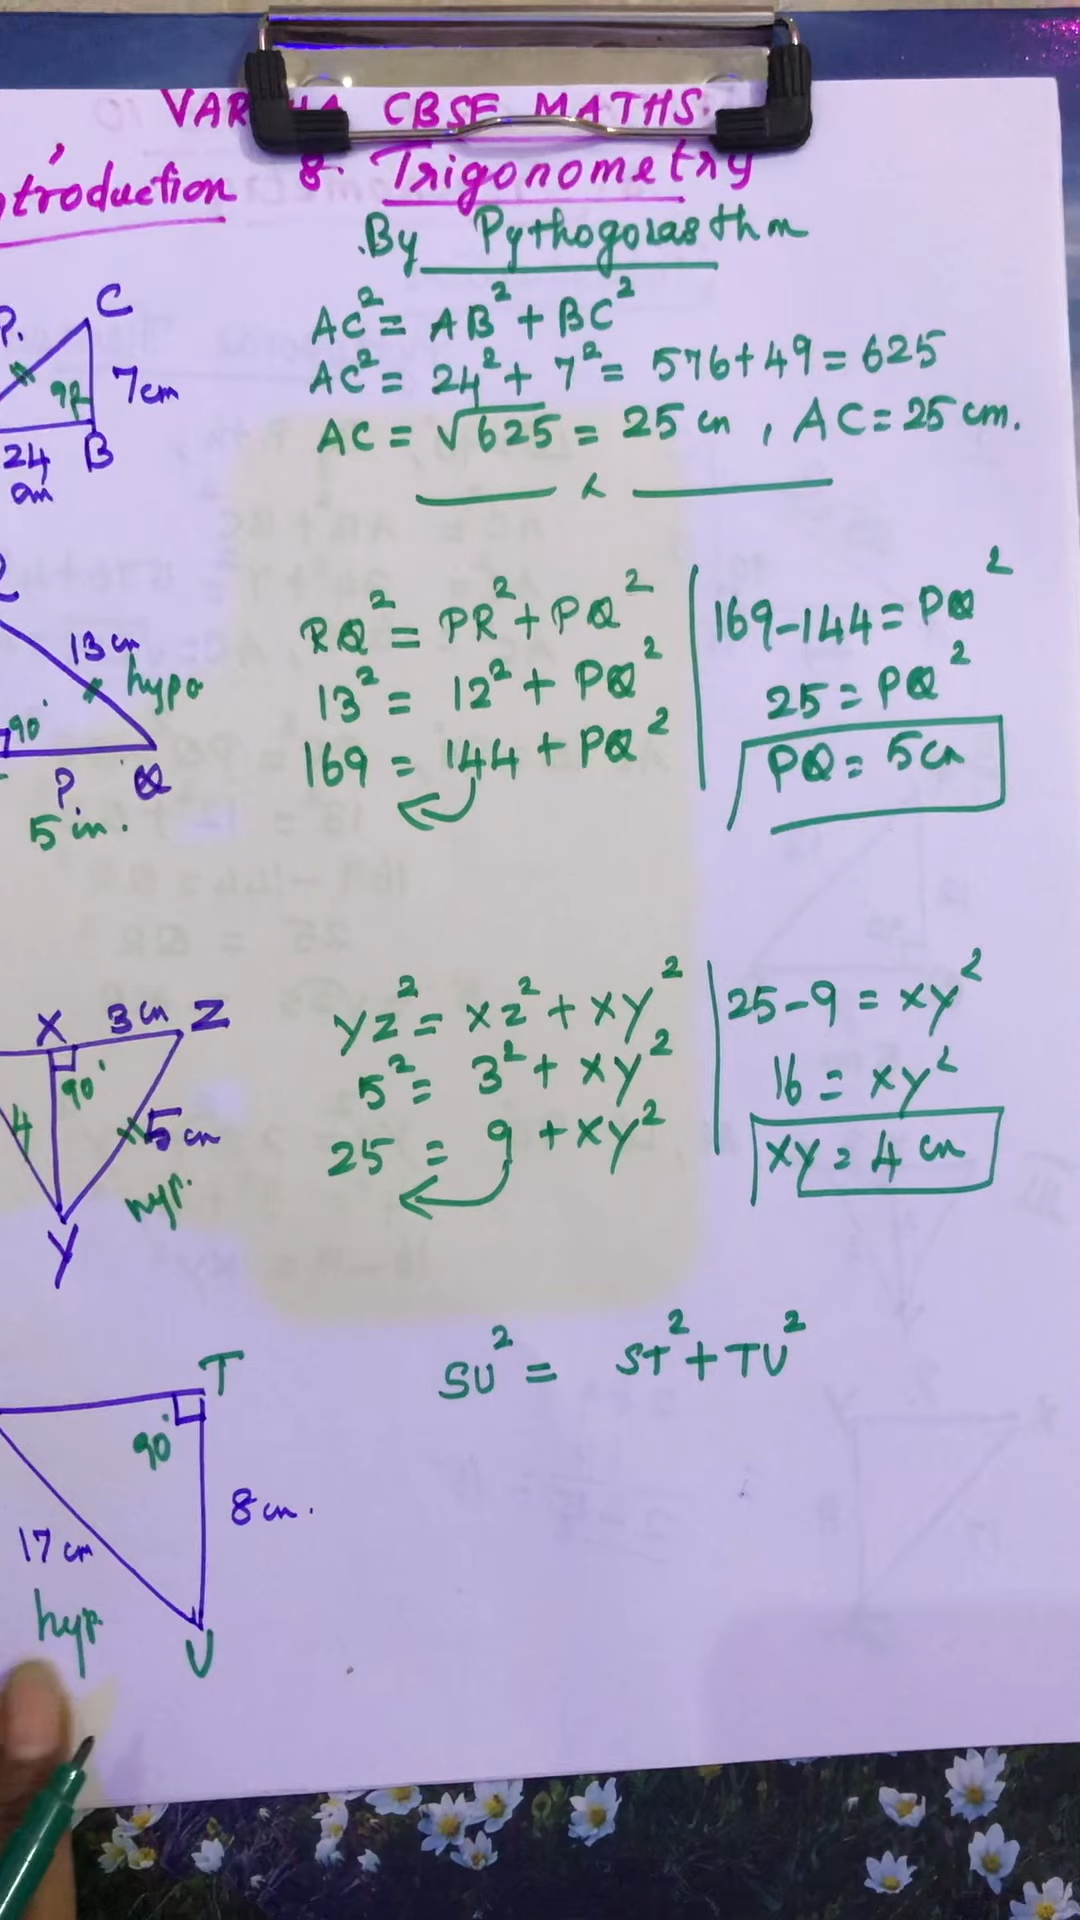 CBSE MATHS.
8. Trigonometry
By Pythogoras thm
C
P.
7cm
24 cm
B
AC² = AB² + BC²
AC² = 24² + 7² = 576 + 49 = 625
AC = √625 = 25 cm , AC = 25 cm.
13 cm
hypo
90°
P. Q
5 in.
RQ² = PR² + PQ²
13² = 12² + PQ²
169 = 144 + PQ²
169 - 144 = PQ²
25 = PQ²
PQ = 5cm
X 3cm Z
90°
4
5 cm
hyp.
Y
YZ² = XZ² + XY²
5² = 3² + XY²
25 = 9 + XY²
25 - 9 = XY²
16 = XY²
XY = 4 cm
T
90°
8 cm.
17 cm
hyp.
U
SU² = ST² + TU²